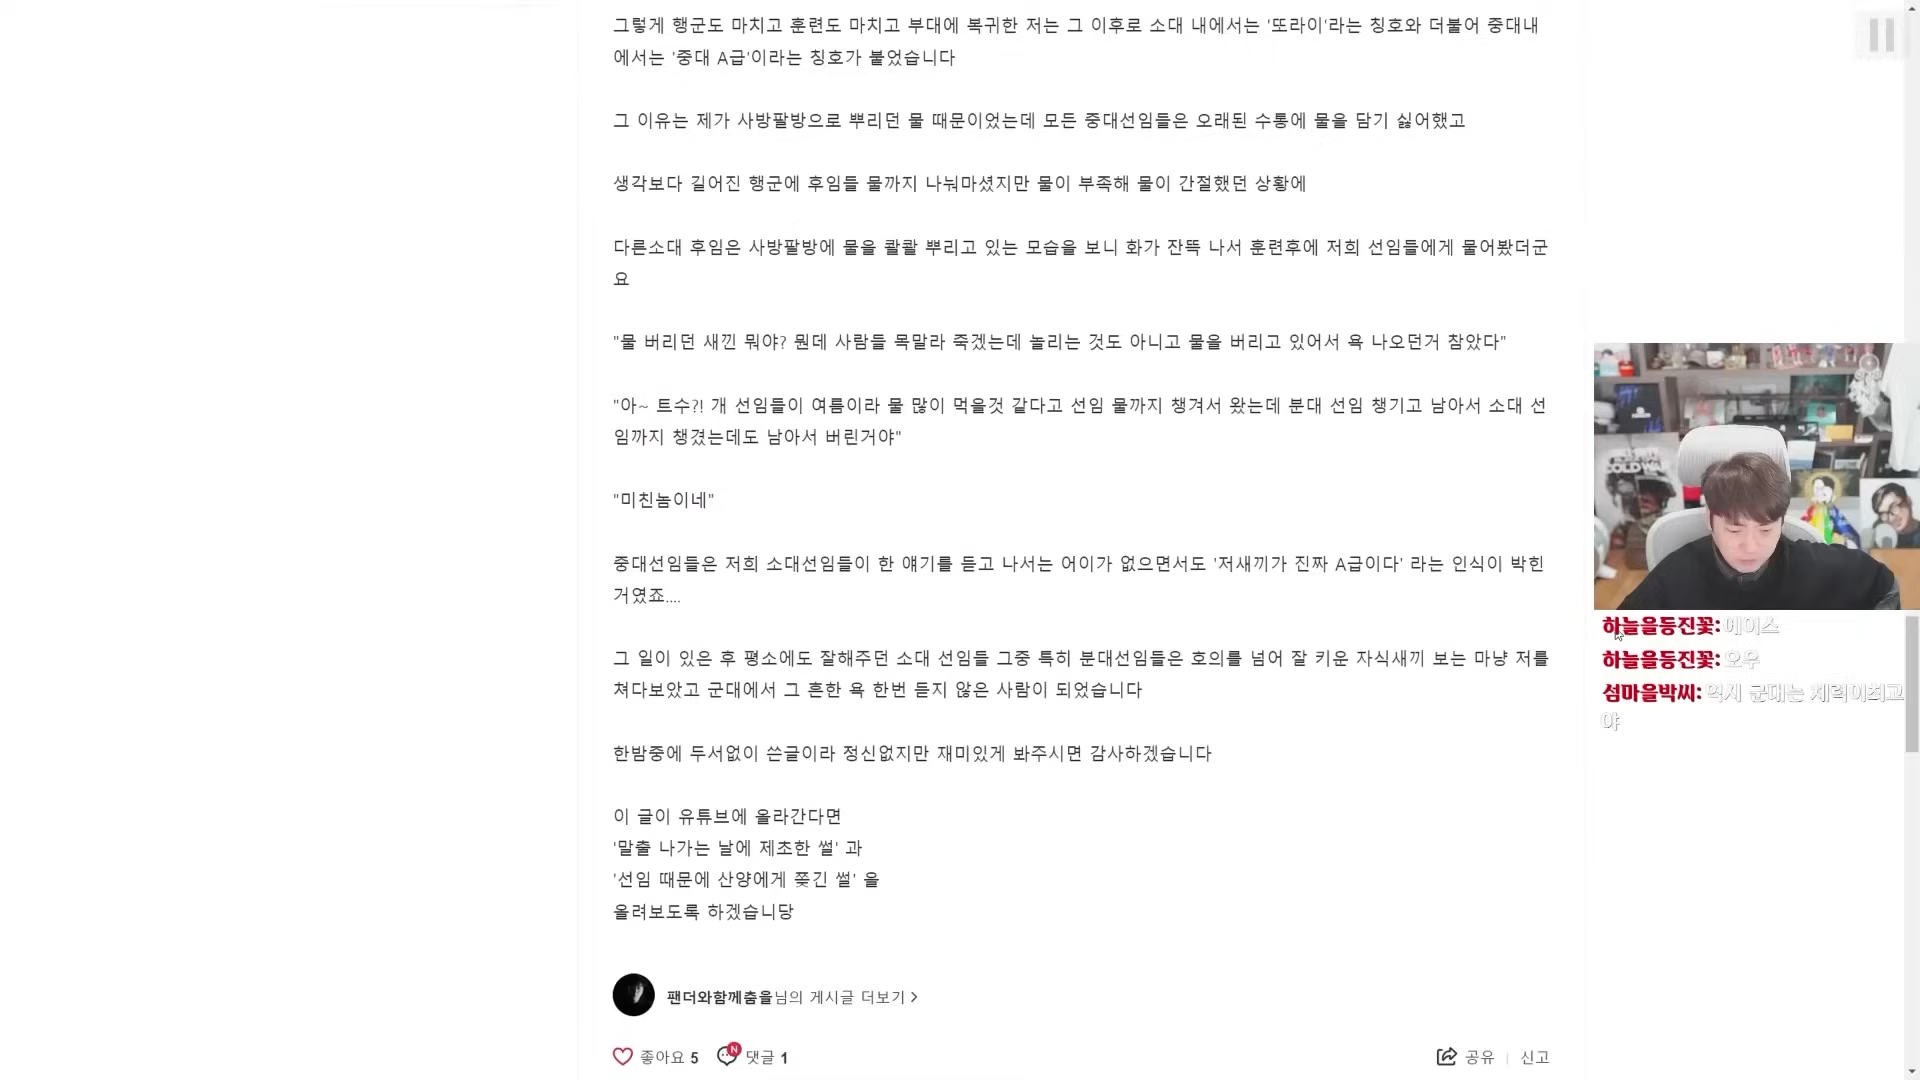 그렇게 행군도 마치고 훈련도 마치고 부대에 복귀한 저는 그 이후로 소대 내에서는 '또라이'라는 칭호와 더불어 중대내
에서는 '중대 A급'이라는 칭호가 붙었습니다
그 이유는 제가 사방팔방으로 뿌리던 물 때문이었는데 모든 중대선임들은 오래된 수통에 물을 담기 싫어했고
생각보다 길어진 행군에 후임들 물까지 나눠마셨지만 물이 부족해 물이 간절했던 상황에
다른소대 후임은 사방팔방에 물을 콸콸 뿌리고 있는 모습을 보니 화가 잔뜩 나서 훈련후에 저희 선임들에게 물어봤더군
요
"물 버리던 새낀 뭐야? 뭔데 사람들 목말라 죽겠는데 놀리는 것도 아니고 물을 버리고 있어서 욕 나오던거 참았다"
"아~ 트수?! 걔 선임들이 여름이라 물 많이 먹을것 같다고 선임 물까지 챙겨서 왔는데 분대 선임 챙기고 남아서 소대 선
임까지 챙겼는데도 남아서 버린거야"
"미친놈이네"
중대선임들은 저희 소대선임들이 한 얘기를 듣고 나서는 어이가 없으면서도 '저새끼가 진짜 A급이다' 라는 인식이 박힌
거였죠....
그 일이 있은 후 평소에도 잘해주던 소대 선임들 그중 특히 분대선임들은 호의를 넘어 잘 키운 자식새끼 보는 마냥 저를
쳐다보았고 군대에서 그 흔한 욕 한번 듣지 않은 사람이 되었습니다
한밤중에 두서없이 쓴글이라 정신없지만 재미있게 봐주시면 감사하겠습니다
이 글이 유튜브에 올라간다면
'말출 나가는 날에 제초한 썰' 과
'선임 때문에 산양에게 쫒긴 썰' 을
올려보도록 하겠습니당
팬더와함께춤을님의 게시글 더보기 >
좋아요 5 N 댓글 1
공유 | 신고
COLD WAR
하늘을등진꽃: 에이스
하늘을등진꽃: 오우
섬마을박씨: 역시 군대는 체력이최고
야